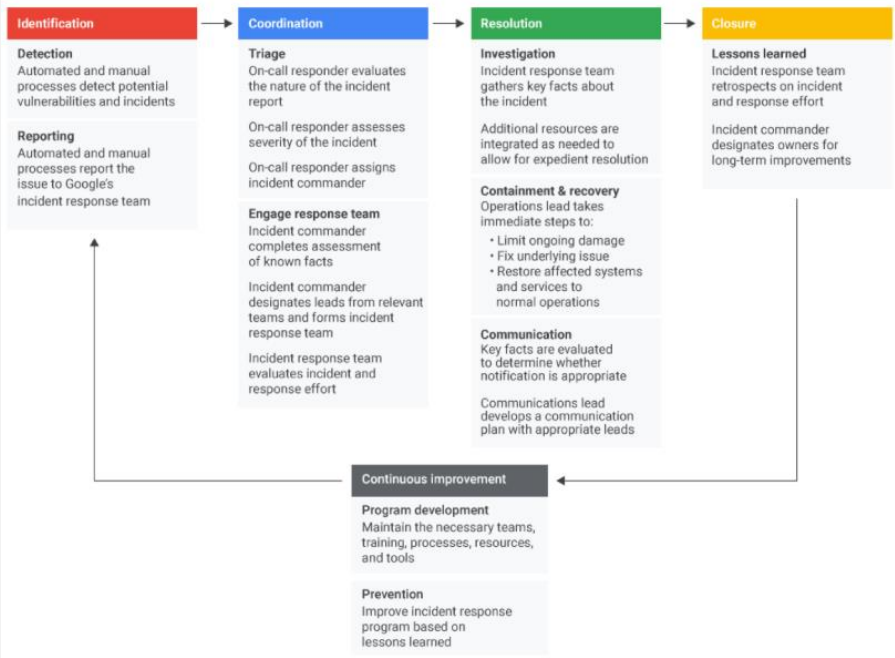 Identification
Detection
Automated and manual
processes detect potential
vulnerabilities and incidents
Reporting
Automated and manual
processes report the
issue to Google's
incident response team
Coordination
Triage
On-call responder evaluates
the nature of the incident
report
On-call responder assesses
severity of the incident
On-call responder assigns
incident commander
Engage response team
Incident commander
completes assessment
of known facts
Incident commander
designates leads from relevant
teams and forms incident
response team
Incident response team
evaluates incident and
response effort
Resolution
Investigation
Incident response team
gathers key facts about
the incident
Additional resources are
integrated as needed to
allow for expedient resolution
Containment & recovery
Operations lead takes
immediate steps to:
• Limit ongoing damage
• Fix underlying issue
• Restore affected systems
and services to
normal operations
Communication
Key facts are evaluated
to determine whether
notification is appropriate
Communications lead
develops a communication
plan with appropriate leads
Closure
Lessons learned
Incident response team
retrospects on incident
and response effort
Incident commander
designates owners for
long-term improvements
Continuous improvement
Program development
Maintain the necessary teams,
training, processes, resources,
and tools
Prevention
Improve incident response
program based on
lessons learned